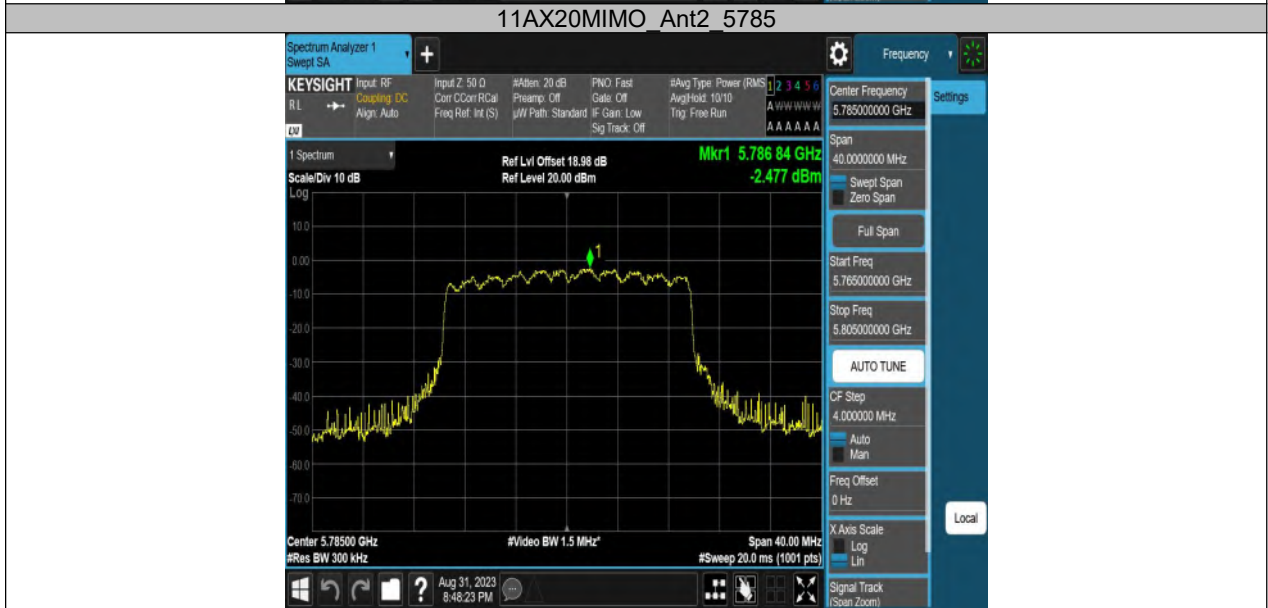 11AX20MIMO_Ant2_5785
Spectrum Analyzer 1
Swept SA
+
Frequency
KEYSIGHT
RL
LXI
Input: RF
Coupling: DC
Align: Auto
Input Z: 50 Ω
Corr CCorr RCal
Freq Ref: Int (S)
#Atten: 20 dB
Preamp: Off
µW Path: Standard
PNO: Fast
Gate: Off
IF Gain: Low
Sig Track: Off
#Avg Type: Power (RMS
Avg|Hold: 10/10
Trig: Free Run
1 2 3 4 5 6
A W W W W W
A A A A A A
1 Spectrum
Scale/Div 10 dB
Log
Ref Lvl Offset 18.98 dB
Ref Level 20.00 dBm
Mkr1 5.786 84 GHz
-2.477 dBm
10.0
0.00
-10.0
-20.0
-30.0
-40.0
-50.0
-60.0
-70.0
1
Center 5.78500 GHz
#Res BW 300 kHz
#Video BW 1.5 MHz*
Span 40.00 MHz
#Sweep 20.0 ms (1001 pts)
Center Frequency
5.785000000 GHz
Settings
Span
40.0000000 MHz
Swept Span
Zero Span
Full Span
Start Freq
5.765000000 GHz
Stop Freq
5.805000000 GHz
AUTO TUNE
CF Step
4.000000 MHz
Auto
Man
Freq Offset
0 Hz
X Axis Scale
Log
Lin
Local
Signal Track
(Span Zoom)
?
Aug 31, 2023
8:48:23 PM